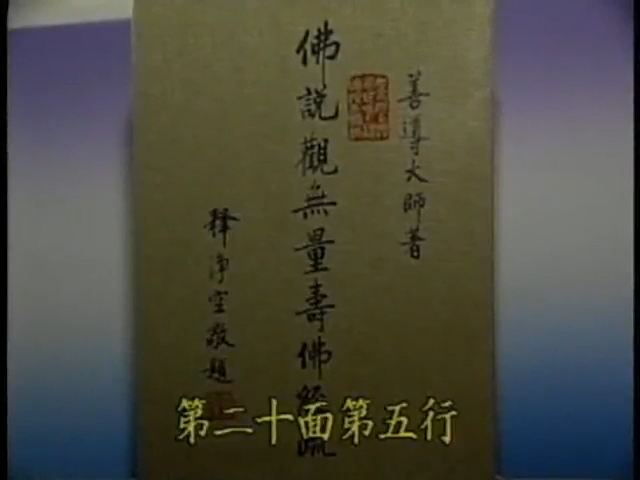 善導大師著
佛說觀無量壽佛經疏
釋淨空敬題
第二十面第五行